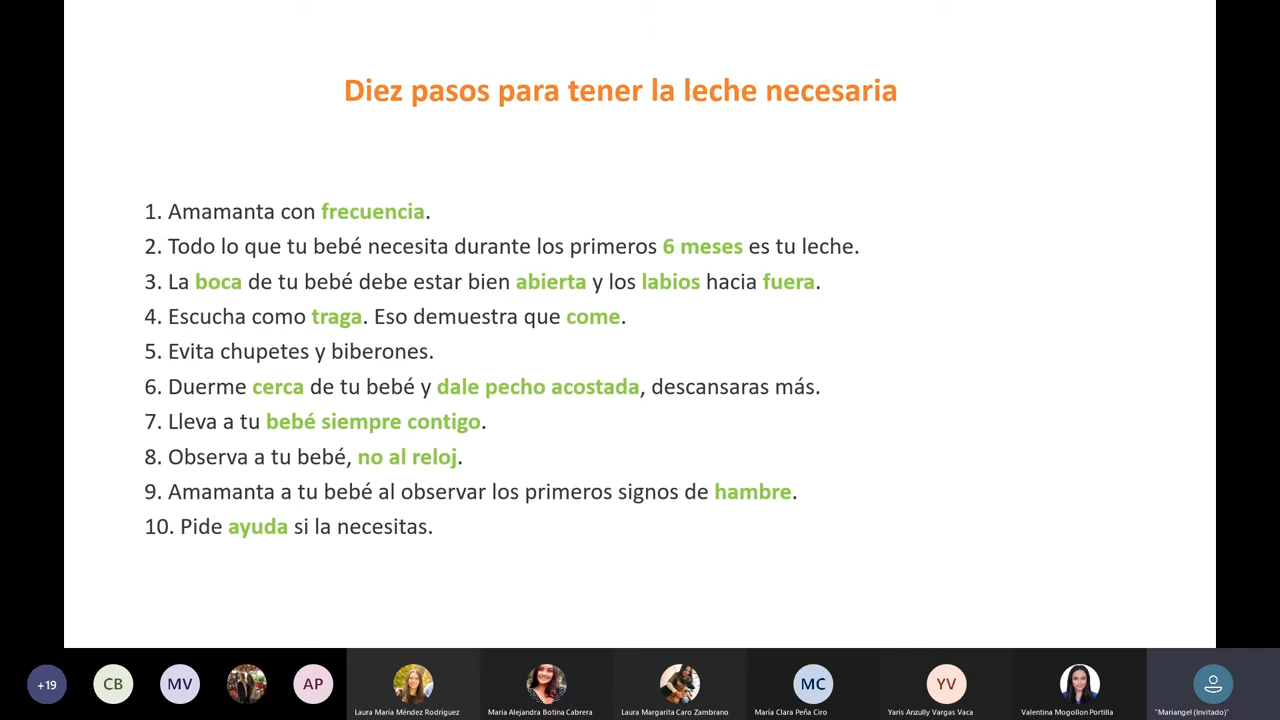 Diez pasos para tener la leche necesaria
1. Amamanta con frecuencia.
2. Todo lo que tu bebé necesita durante los primeros 6 meses es tu leche.
3. La boca de tu bebé debe estar bien abierta y los labios hacia fuera.
4. Escucha como traga. Eso demuestra que come.
5. Evita chupetes y biberones.
6. Duerme cerca de tu bebé y dale pecho acostada, descansaras más.
7. Lleva a tu bebé siempre contigo.
8. Observa a tu bebé, no al reloj.
9. Amamanta a tu bebé al observar los primeros signos de hambre.
10. Pide ayuda si la necesitas.
+19 CB MV AP MC YV
Laura María Méndez Rodríguez Maria Alejandra Botina Cabrera Laura Margarita Caro Zambrano María Clara Peña Ciro Yaris Anzully Vargas Vaca Valentina Mogollon Portilla "Mariangel (Invitado)"